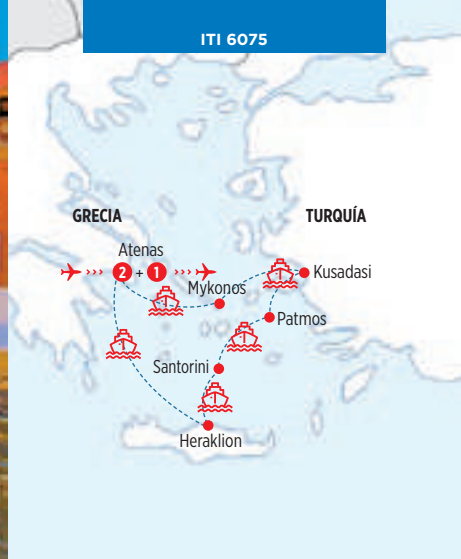 ITI 6075
GRECIA
TURQUÍA
Atenas
2 + 1
Mykonos
Kusadasi
Patmos
Santorini
Heraklion